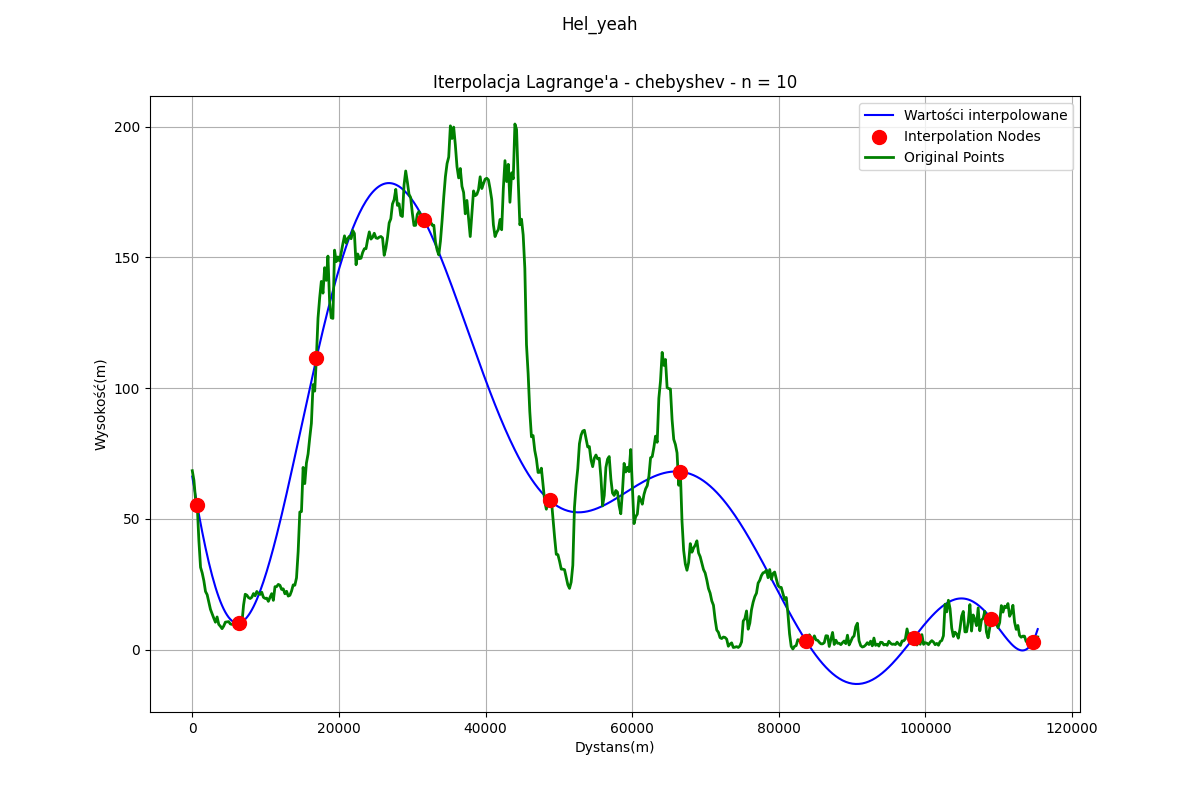 Hel_yeah
Iterpolacja Lagrange'a - chebyshev - n = 10
Wartości interpolowane
Interpolation Nodes
Original Points
Wysokość(m)
200
150
100
50
0
0
20000
40000
60000
80000
100000
120000
Dystans(m)